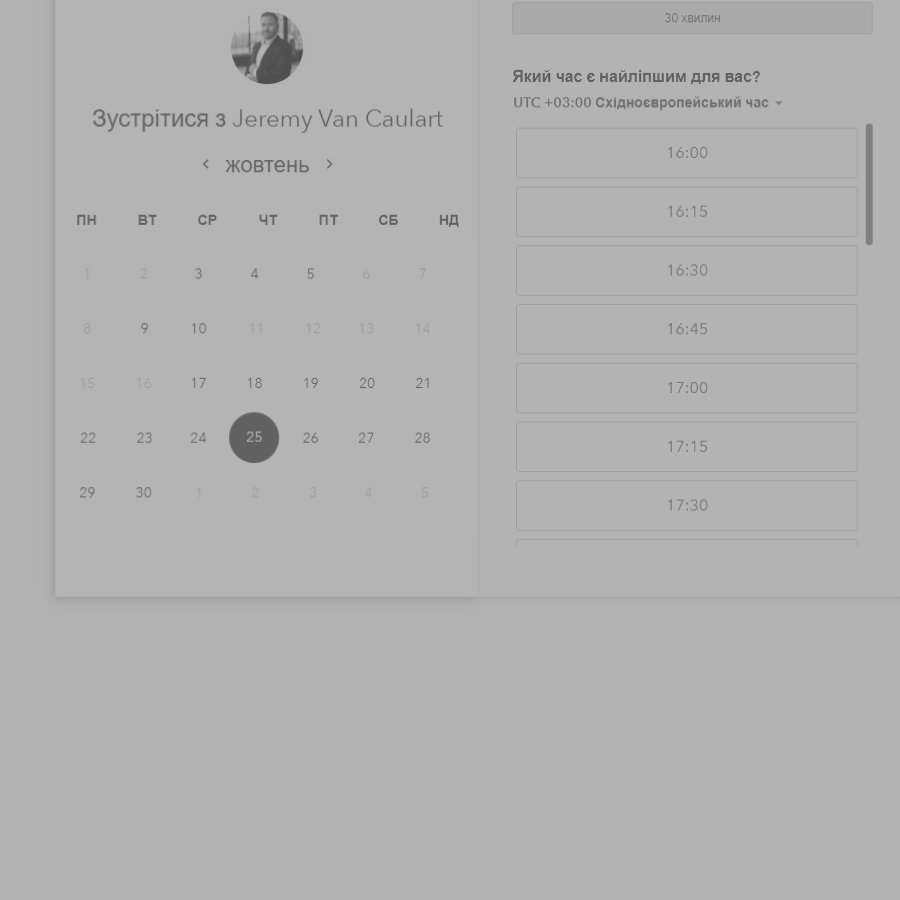 Зустрітися з Jeremy Van Caulart
жовтень
ПН ВТ СР ЧТ ПТ СБ НД
1 2 3 4 5 6 7
8 9 10 11 12 13 14
15 16 17 18 19 20 21
22 23 24 25 26 27 28
29 30 1 2 3 4 5
30 хвилин
Який час є найліпшим для вас?
UTC +03:00 Східноєвропейський час
16:00
16:15
16:30
16:45
17:00
17:15
17:30